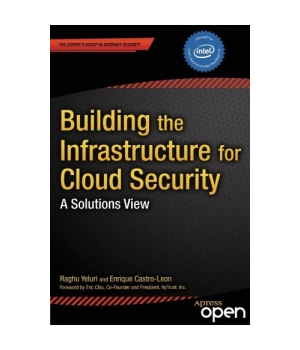 THE EXPERT'S VOICE® IN INTERNET SECURITY
intel
Building the
Infrastructure for
Cloud Security
A Solutions View
Raghu Yeluri and Enrique Castro-Leon
Foreword by Eric Chiu, Co-Founder and President, HyTrust, Inc.
Apress
open